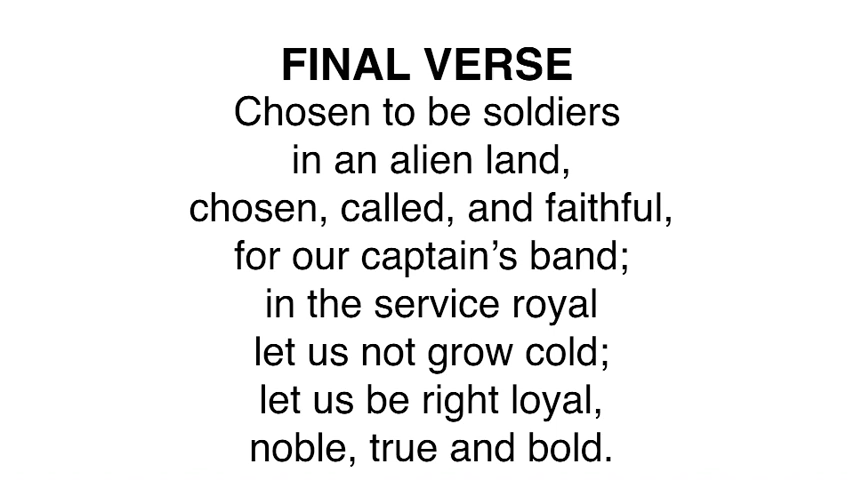 FINAL VERSE
Chosen to be soldiers
in an alien land,
chosen, called, and faithful,
for our captain’s band;
in the service royal
let us not grow cold;
let us be right loyal,
noble, true and bold.